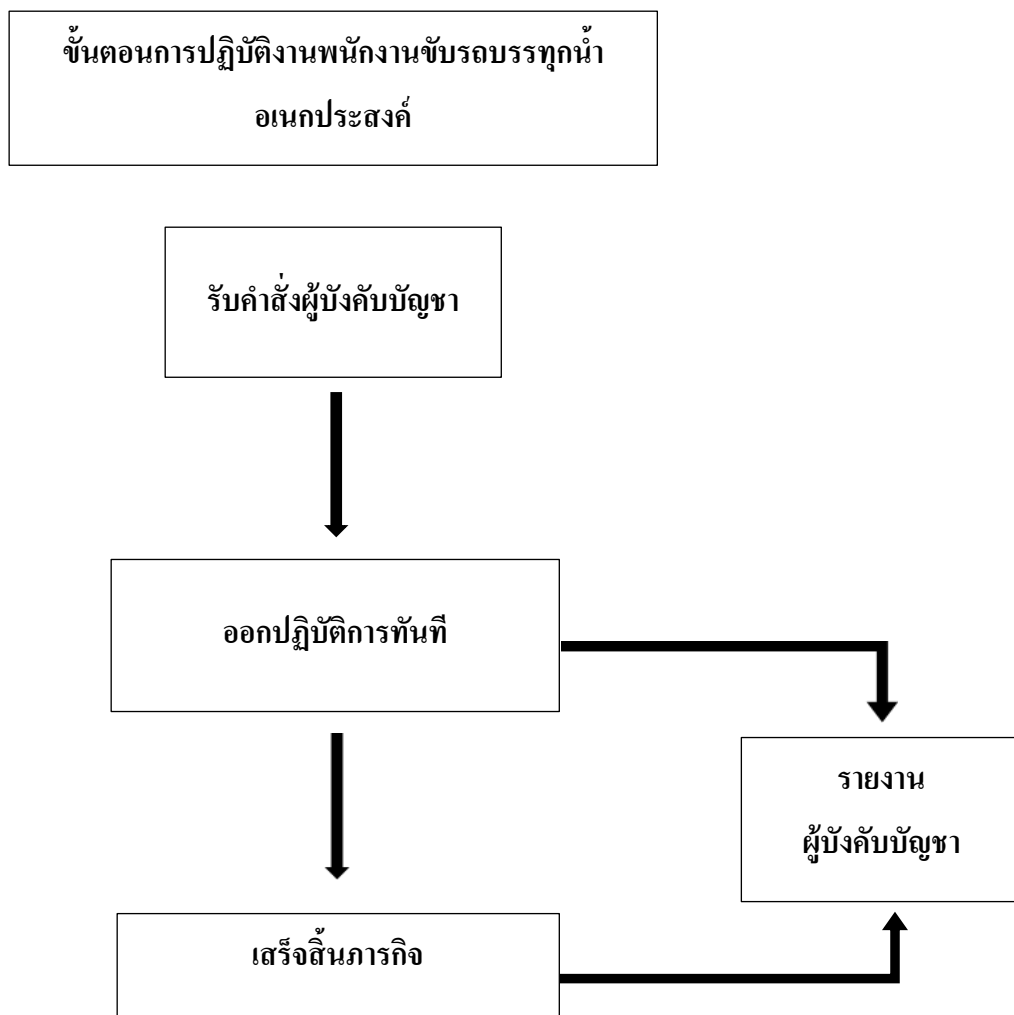 ขั้นตอนการปฏิบัติงานพนักงานขับรถบรรทุกน้ำ
อเนกประสงค์
รับคำสั่งผู้บังคับบัญชา
ออกปฏิบัติการทันที
รายงาน
ผู้บังคับบัญชา
เสร็จสิ้นภารกิจ